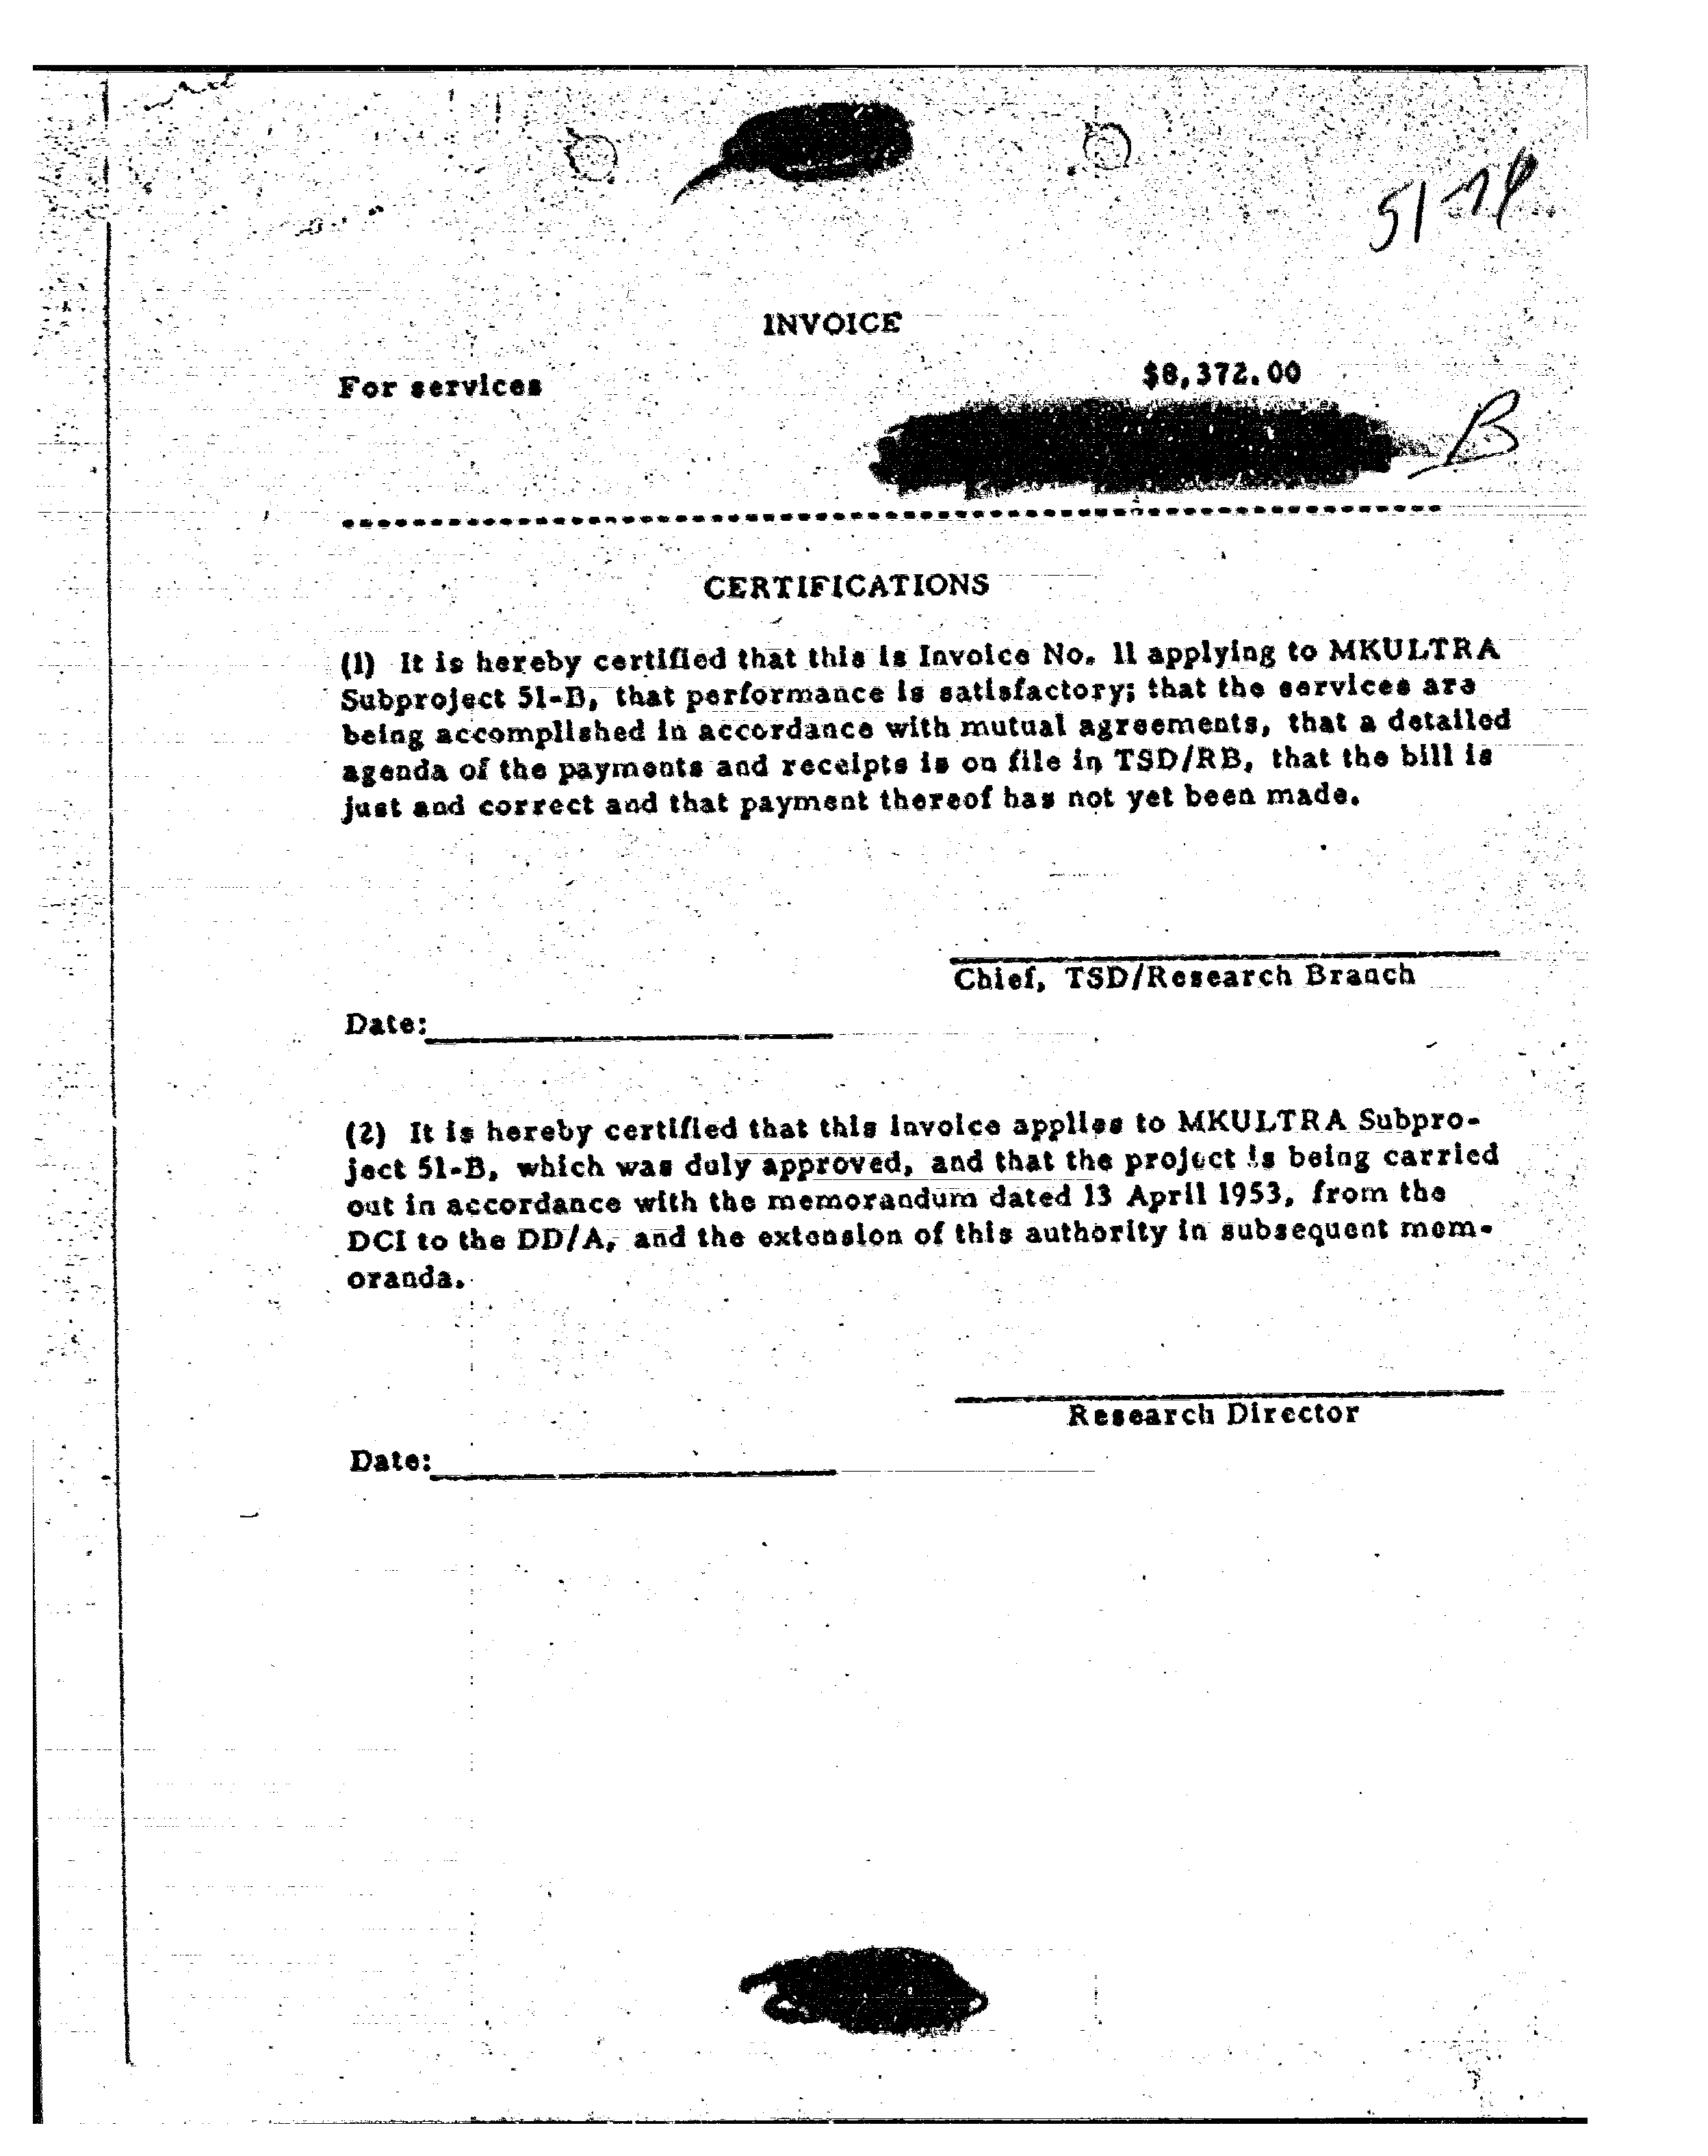 51-74
INVOICE
For services $8,372.00
B
CERTIFICATIONS
(1) It is hereby certified that this is Invoice No. 11 applying to MKULTRA
Subproject 51-B, that performance is satisfactory; that the services are
being accomplished in accordance with mutual agreements, that a detailed
agenda of the payments and receipts is on file in TSD/RB, that the bill is
just and correct and that payment thereof has not yet been made.
Chief, TSD/Research Branch
Date:
(2) It is hereby certified that this invoice applies to MKULTRA Subpro-
ject 51-B, which was duly approved, and that the project is being carried
out in accordance with the memorandum dated 13 April 1953, from the
DCI to the DD/A, and the extension of this authority in subsequent mem-
oranda.
Research Director
Date: